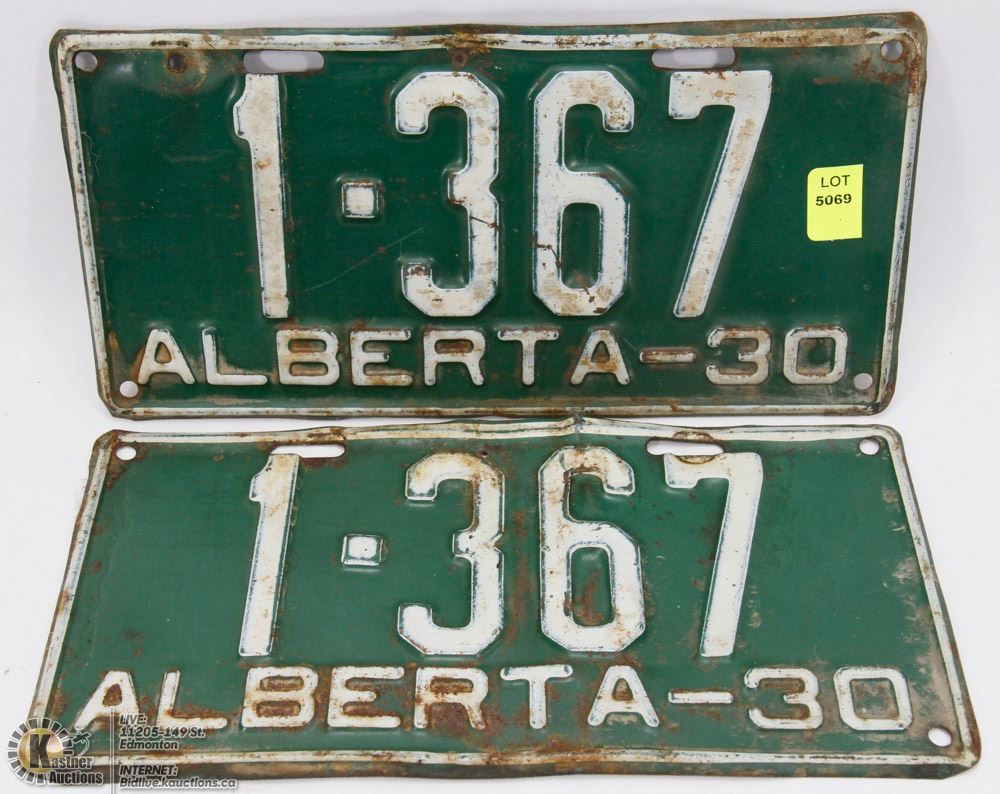 1·367
LOT
5069
ALBERTA-30
1·367
ALBERTA-30
Kastner
Auctions
LIVE:
11205-149 St.
Edmonton
INTERNET:
Bidlive.kauctions.ca